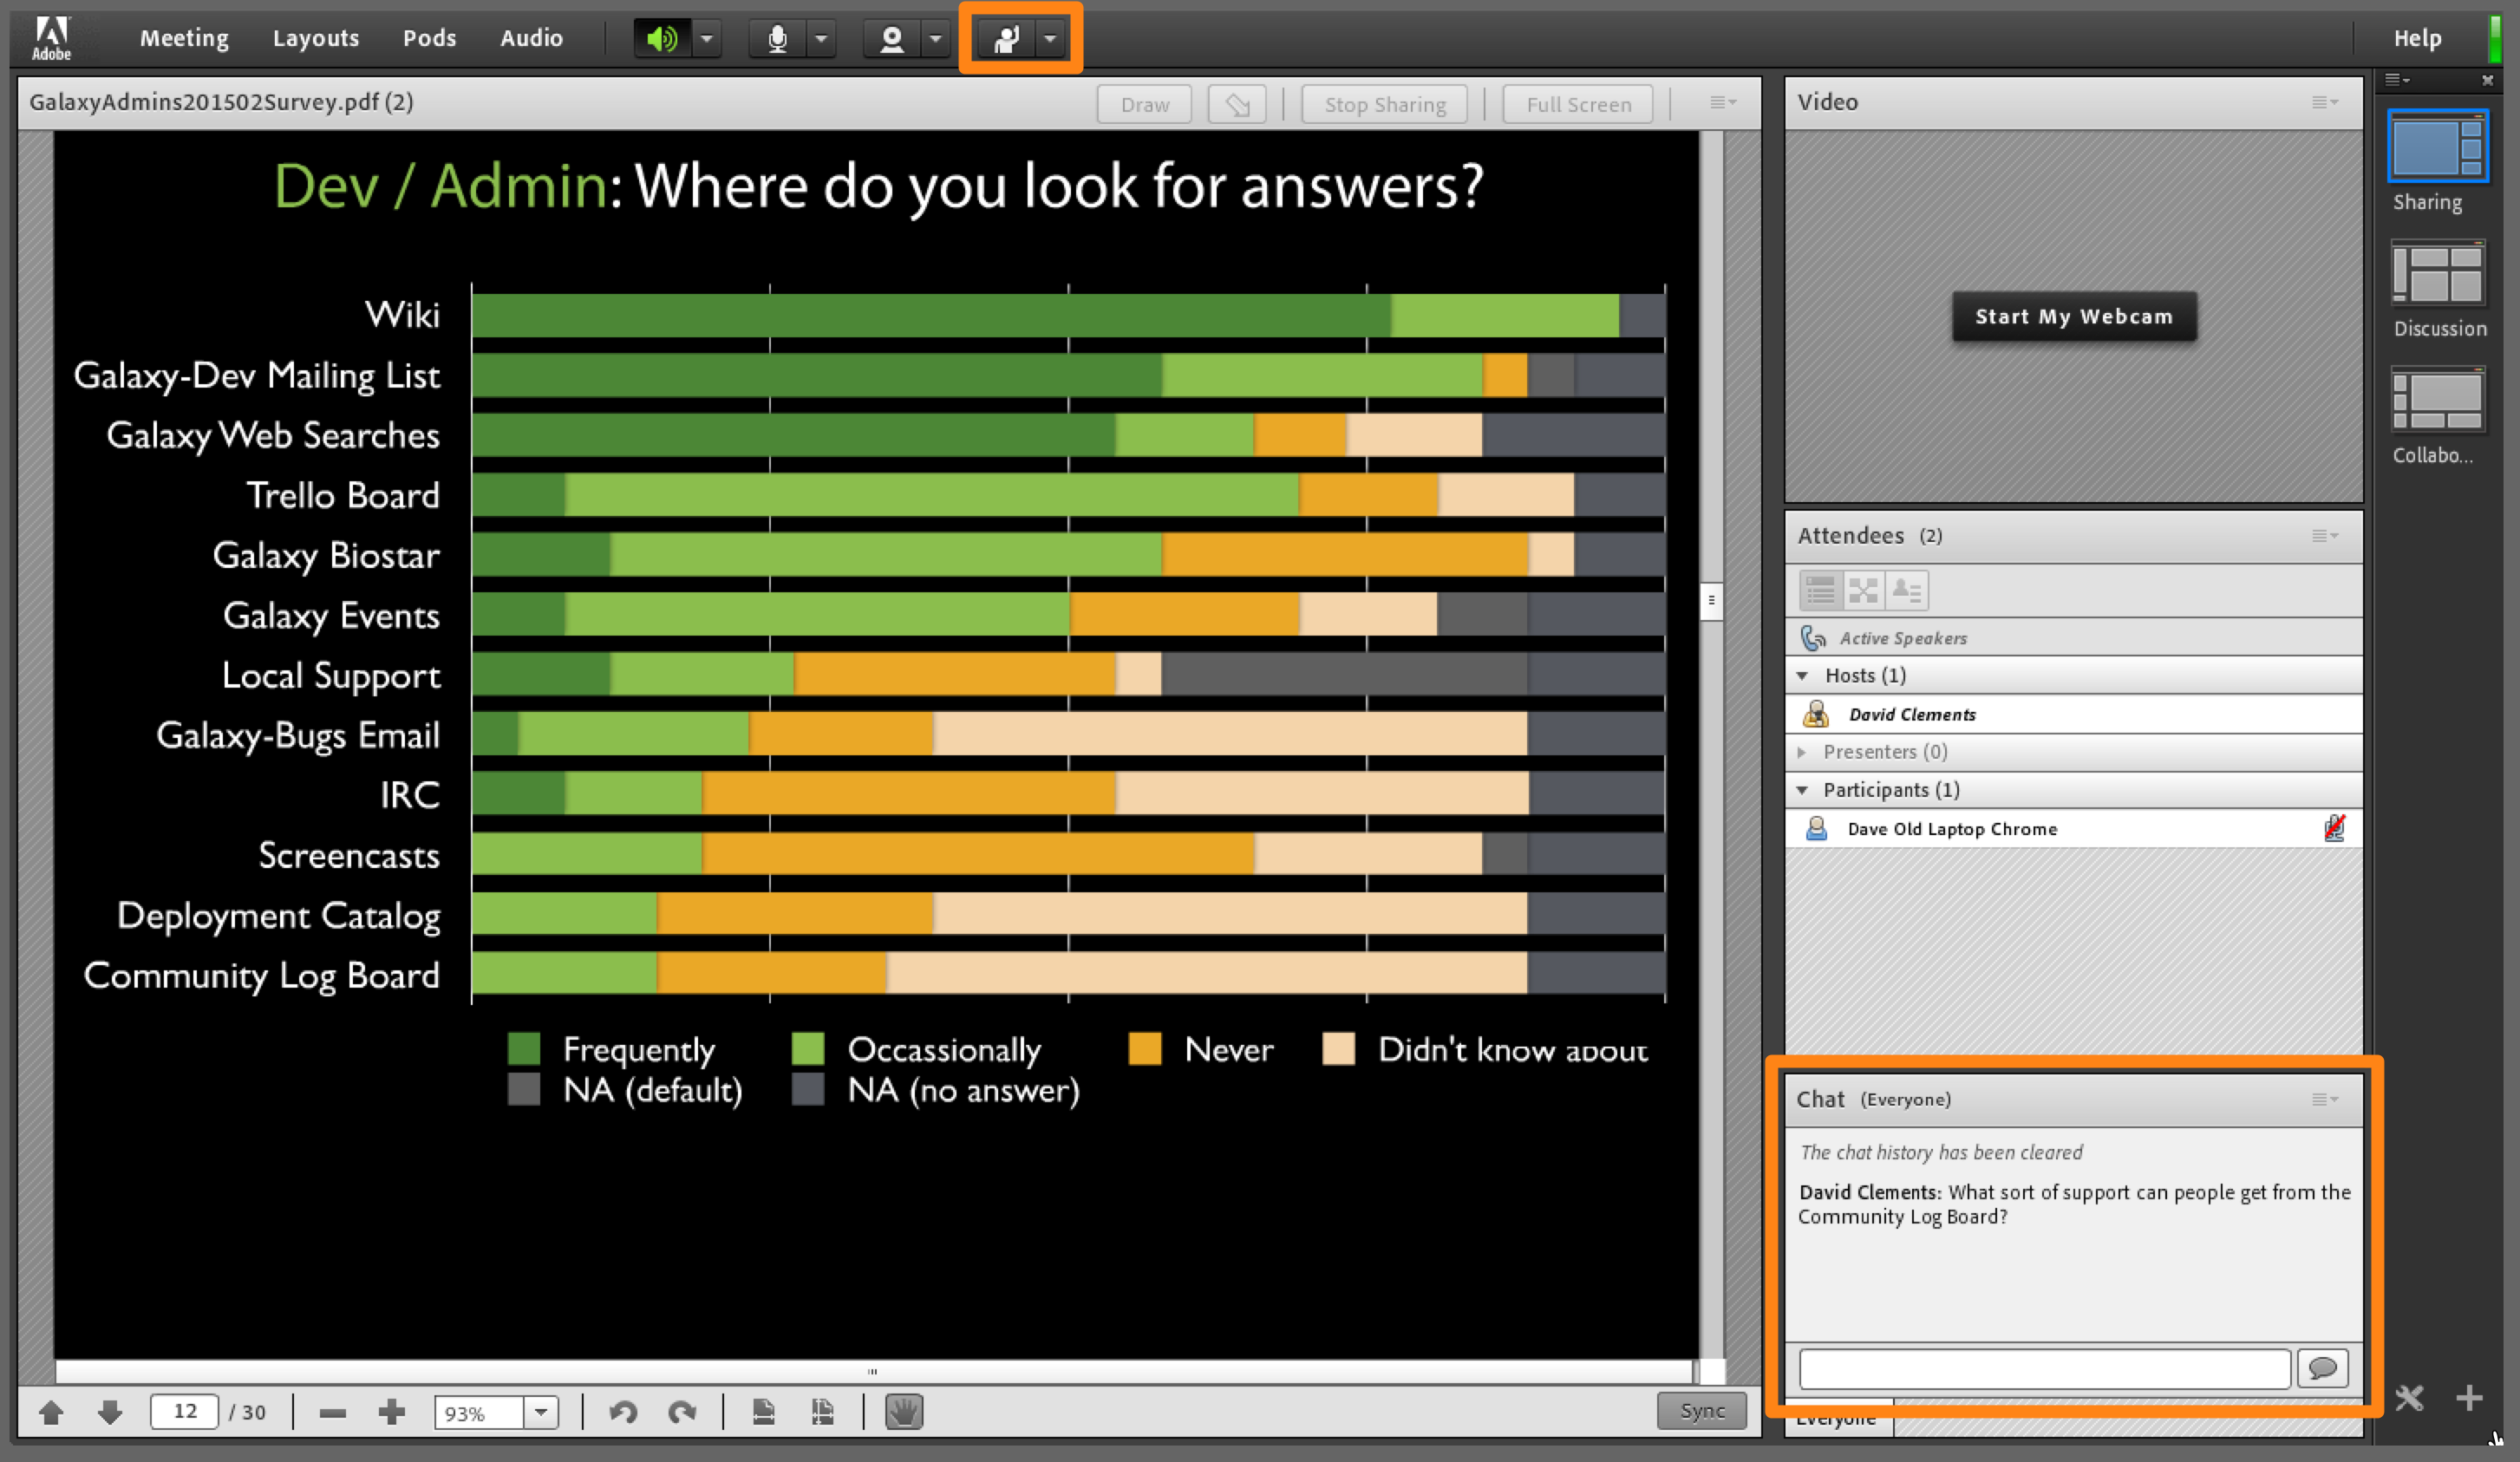 Adobe
Meeting Layouts Pods Audio
Help
GalaxyAdmins201502Survey.pdf (2)
Draw Stop Sharing Full Screen
Dev / Admin: Where do you look for answers?
Wiki
Galaxy-Dev Mailing List
Galaxy Web Searches
Trello Board
Galaxy Biostar
Galaxy Events
Local Support
Galaxy-Bugs Email
IRC
Screencasts
Deployment Catalog
Community Log Board
Frequently Occassionally Never Didn't know about
NA (default) NA (no answer)
12 / 30 93% Sync
Video
Start My Webcam
Attendees (2)
Active Speakers
Hosts (1)
David Clements
Presenters (0)
Participants (1)
Dave Old Laptop Chrome
Chat (Everyone)
The chat history has been cleared
David Clements: What sort of support can people get from the
Community Log Board?
Everyone
Sharing
Discussion
Collabo...